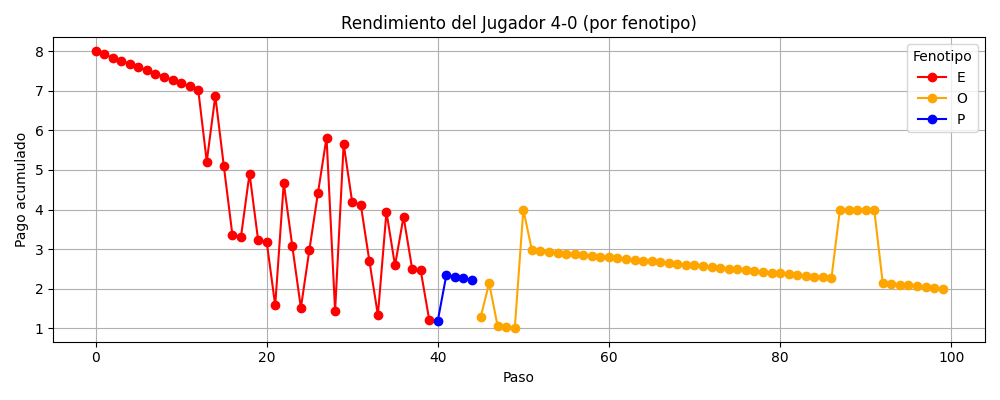 Rendimiento del Jugador 4-0 (por fenotipo)
Pago acumulado
8
7
6
5
4
3
2
1
Fenotipo
E
O
P
0 20 40 60 80 100
Paso